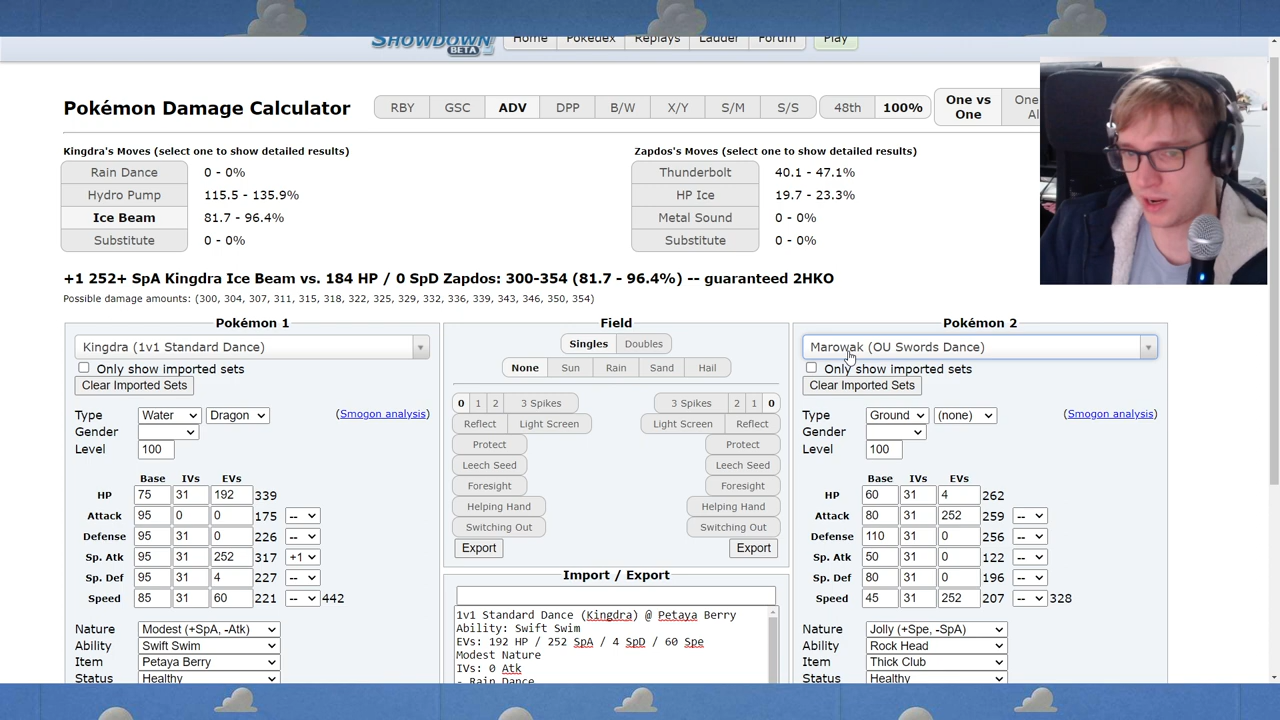 SHOWDOWN
BETA
Home Pokédex Replays Ladder Forum Play
Pokémon Damage Calculator
RBY GSC ADV DPP B/W X/Y S/M S/S 48th 100% One vs One One Al
Kingdra's Moves (select one to show detailed results)
Rain Dance 0 - 0%
Hydro Pump 115.5 - 135.9%
Ice Beam 81.7 - 96.4%
Substitute 0 - 0%
Zapdos's Moves (select one to show detailed results)
Thunderbolt 40.1 - 47.1%
HP Ice 19.7 - 23.3%
Metal Sound 0 - 0%
Substitute 0 - 0%
+1 252+ SpA Kingdra Ice Beam vs. 184 HP / 0 SpD Zapdos: 300-354 (81.7 - 96.4%) -- guaranteed 2HKO
Possible damage amounts: (300, 304, 307, 311, 315, 318, 322, 325, 329, 332, 336, 339, 343, 346, 350, 354)
Pokémon 1
Kingdra (1v1 Standard Dance)
Only show imported sets
Clear Imported Sets
Type Water Dragon (Smogon analysis)
Gender
Level 100
Base IVs EVs
HP 75 31 192 339
Attack 95 0 0 175 --
Defense 95 31 0 226 --
Sp. Atk 95 31 252 317 +1
Sp. Def 95 31 4 227 --
Speed 85 31 60 221 -- 442
Nature Modest (+SpA, -Atk)
Ability Swift Swim
Item Petaya Berry
Status Healthy
Field
Singles Doubles
None Sun Rain Sand Hail
0 1 2 3 Spikes 3 Spikes 2 1 0
Reflect Light Screen Light Screen Reflect
Protect Protect
Leech Seed Leech Seed
Foresight Foresight
Helping Hand Helping Hand
Switching Out Switching Out
Export Export
Import / Export
1v1 Standard Dance (Kingdra) @ Petaya Berry
Ability: Swift Swim
EVs: 192 HP / 252 SpA / 4 SpD / 60 Spe
Modest Nature
IVs: 0 Atk
- Rain Dance
Pokémon 2
Marowak (OU Swords Dance)
Only show imported sets
Clear Imported Sets
Type Ground (none) (Smogon analysis)
Gender
Level 100
Base IVs EVs
HP 60 31 4 262
Attack 80 31 252 259 --
Defense 110 31 0 256 --
Sp. Atk 50 31 0 122 --
Sp. Def 80 31 0 196 --
Speed 45 31 252 207 -- 328
Nature Jolly (+Spe, -SpA)
Ability Rock Head
Item Thick Club
Status Healthy